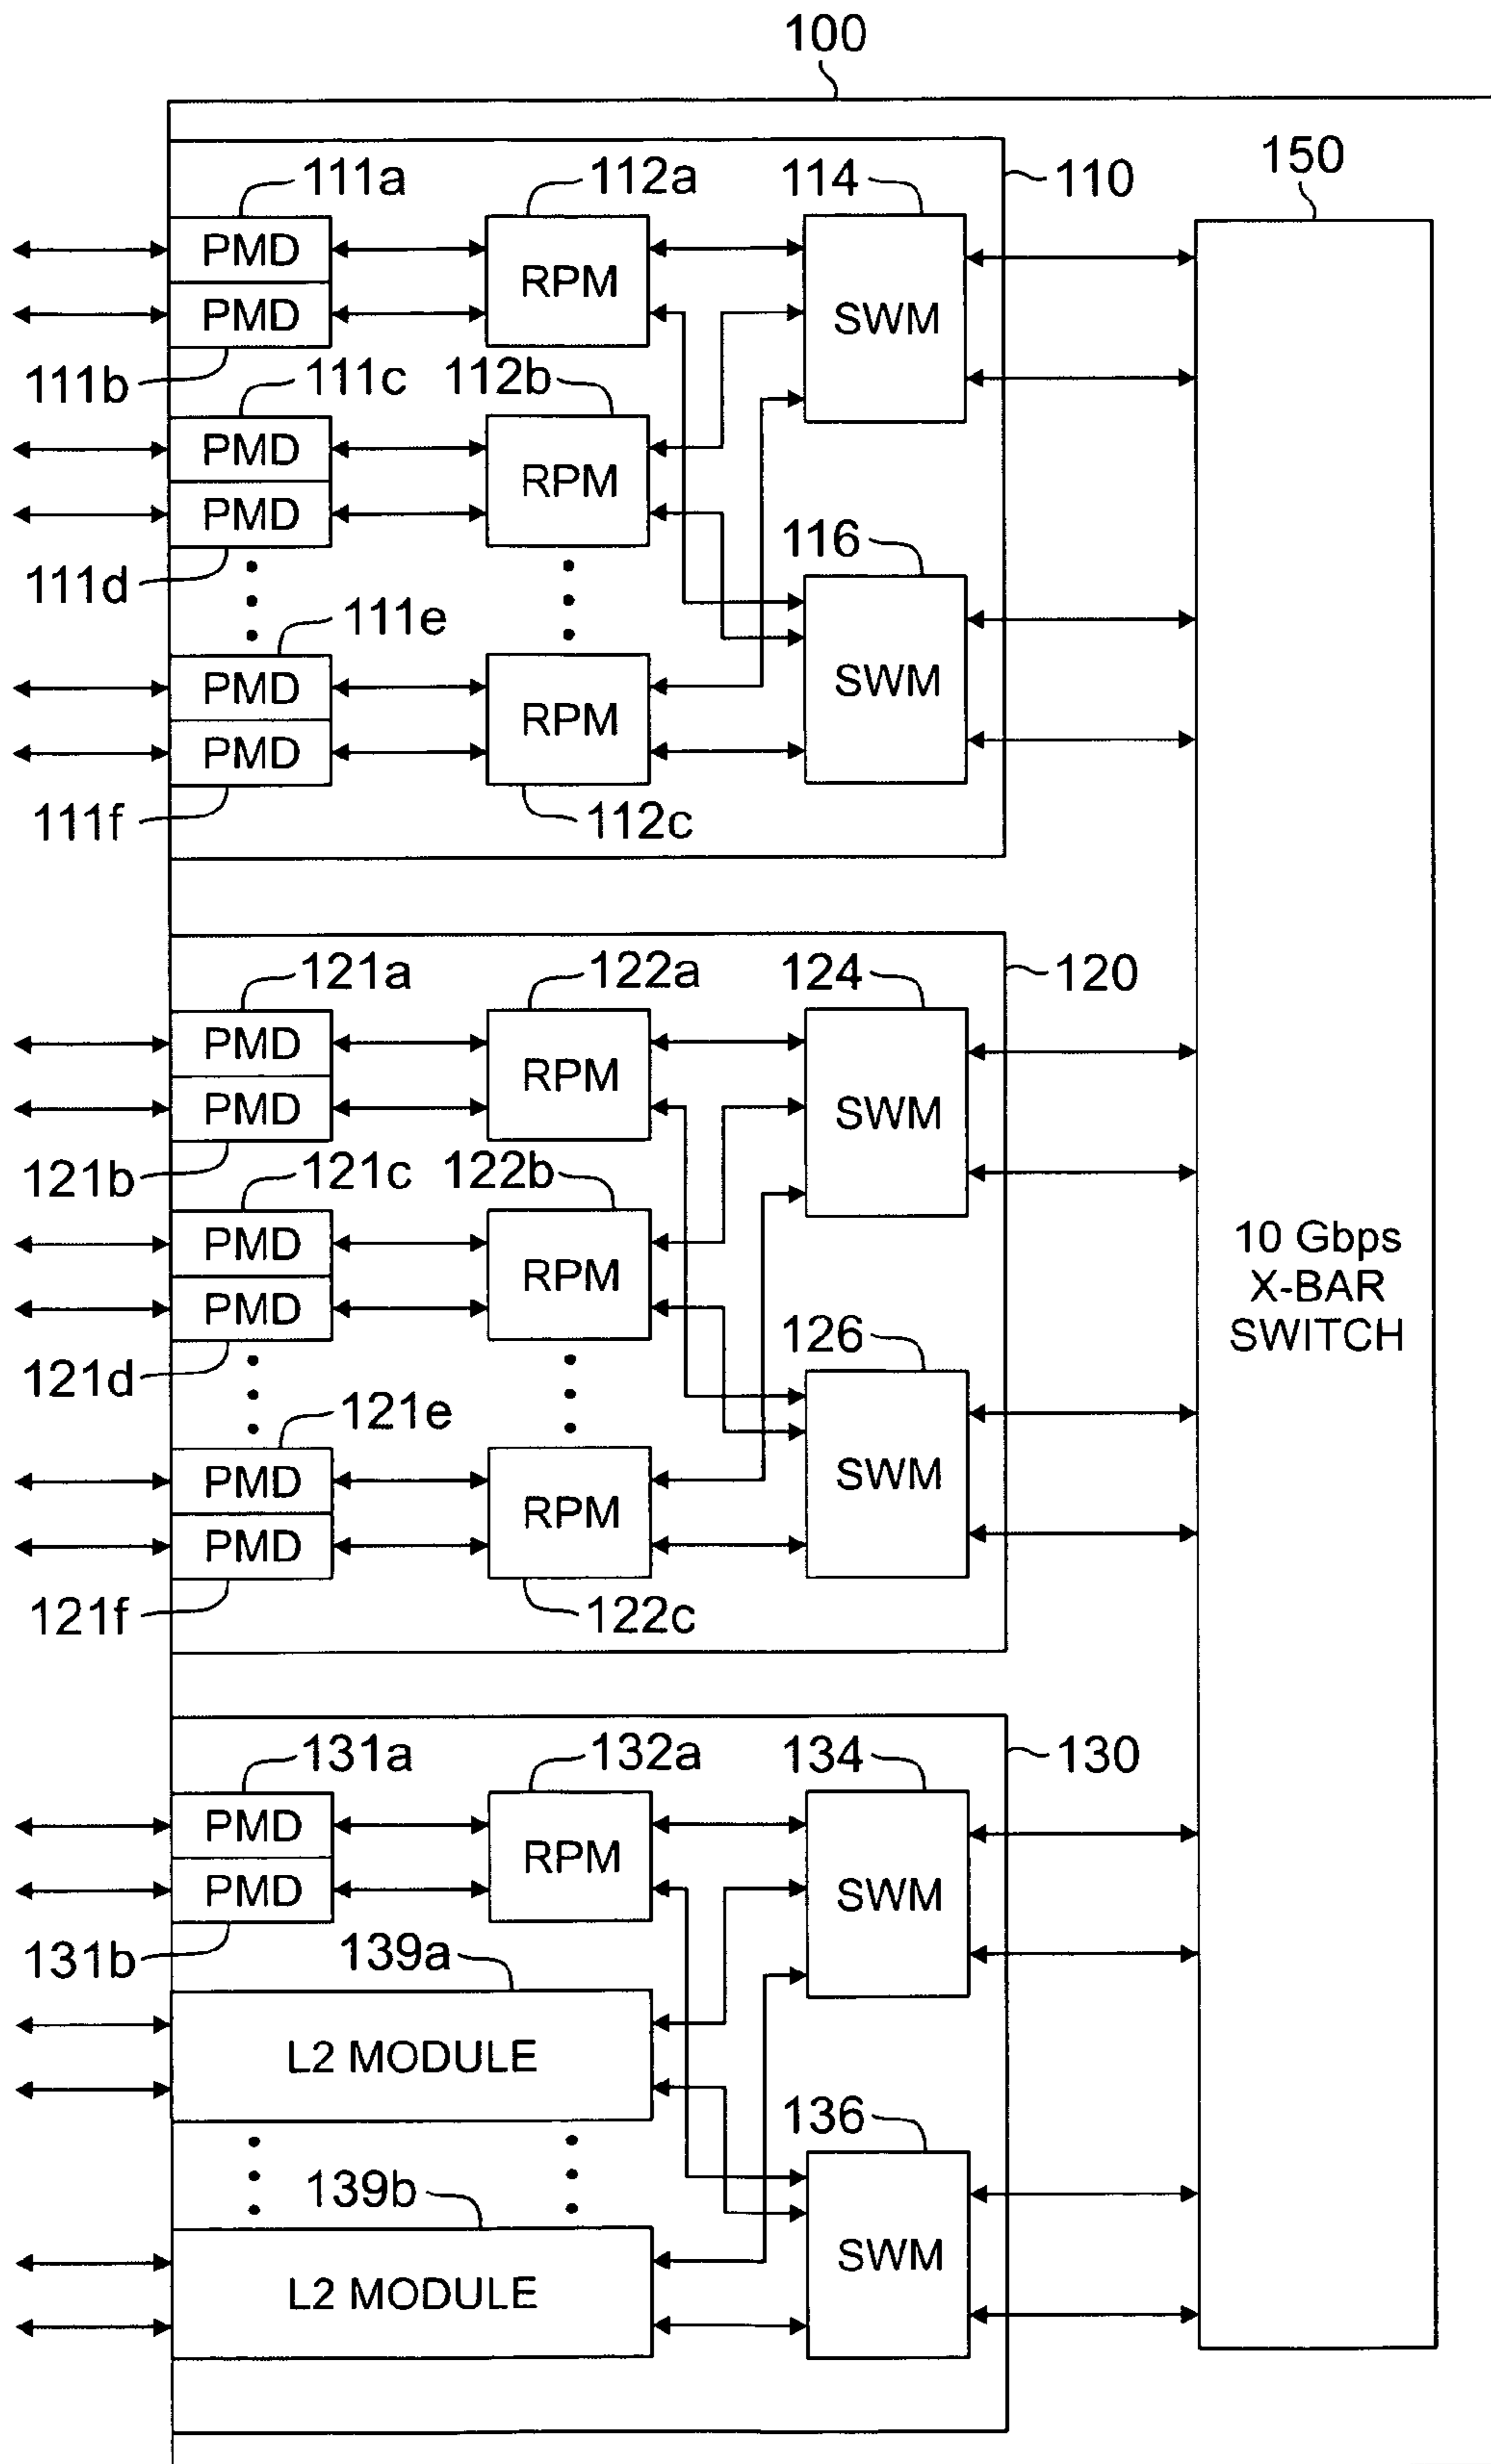 100
111a 112a 114 110 150
PMD
PMD
RPM
SWM
111b 111c 112b
PMD
PMD
RPM
111d 111e 116
PMD
PMD
RPM
SWM
111f 112c
121a 122a 124 120
PMD
PMD
RPM
SWM
121b 121c 122b
PMD
PMD
RPM
10 Gbps
X-BAR
SWITCH
121d 121e 126
PMD
PMD
RPM
SWM
121f 122c
131a 132a 134 130
PMD
PMD
RPM
SWM
131b 139a
L2 MODULE
139b 136
L2 MODULE
SWM